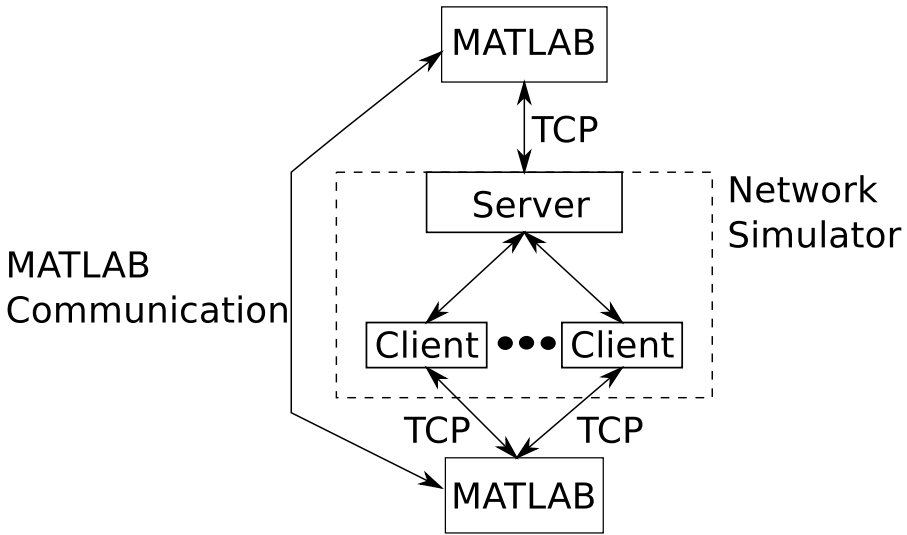 MATLAB
TCP
Server
Network
Simulator
MATLAB
Communication
Client
Client
TCP
TCP
MATLAB